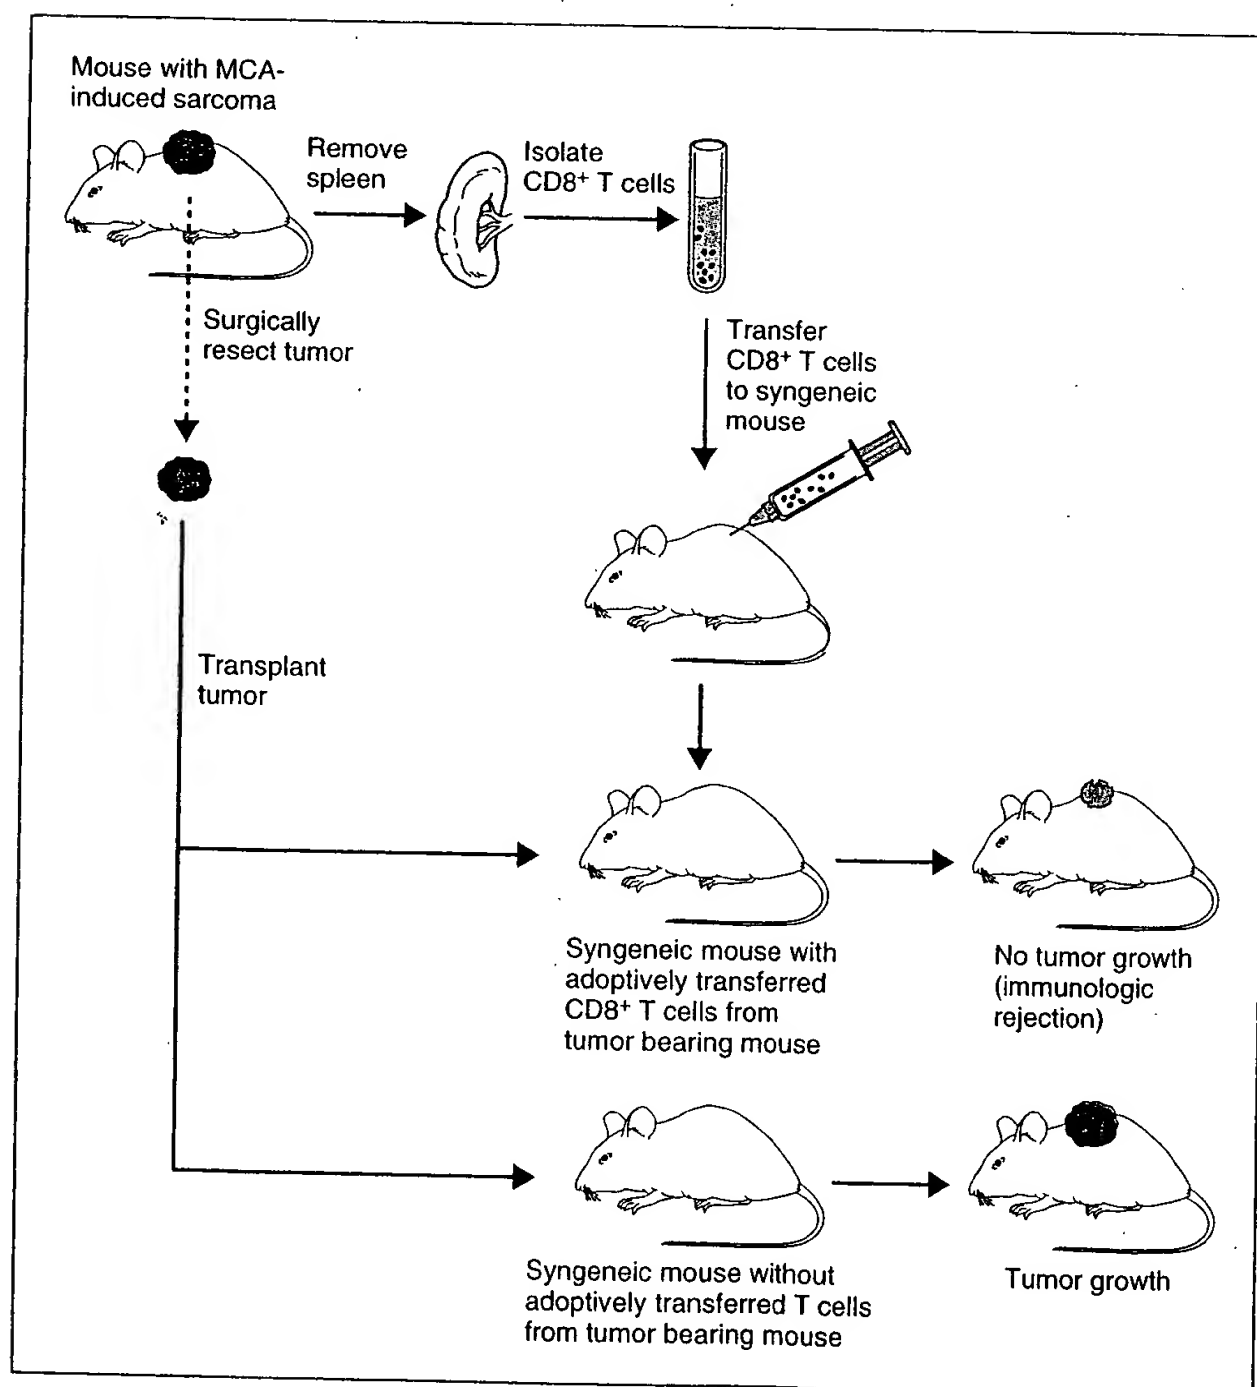 Mouse with MCA-
induced sarcoma
Remove
spleen
Isolate
CD8+ T cells
Surgically
resect tumor
Transfer
CD8+ T cells
to syngeneic
mouse
Transplant
tumor
Syngeneic mouse with
adoptively transferred
CD8+ T cells from
tumor bearing mouse
No tumor growth
(immunologic
rejection)
Syngeneic mouse without
adoptively transferred T cells
from tumor bearing mouse
Tumor growth